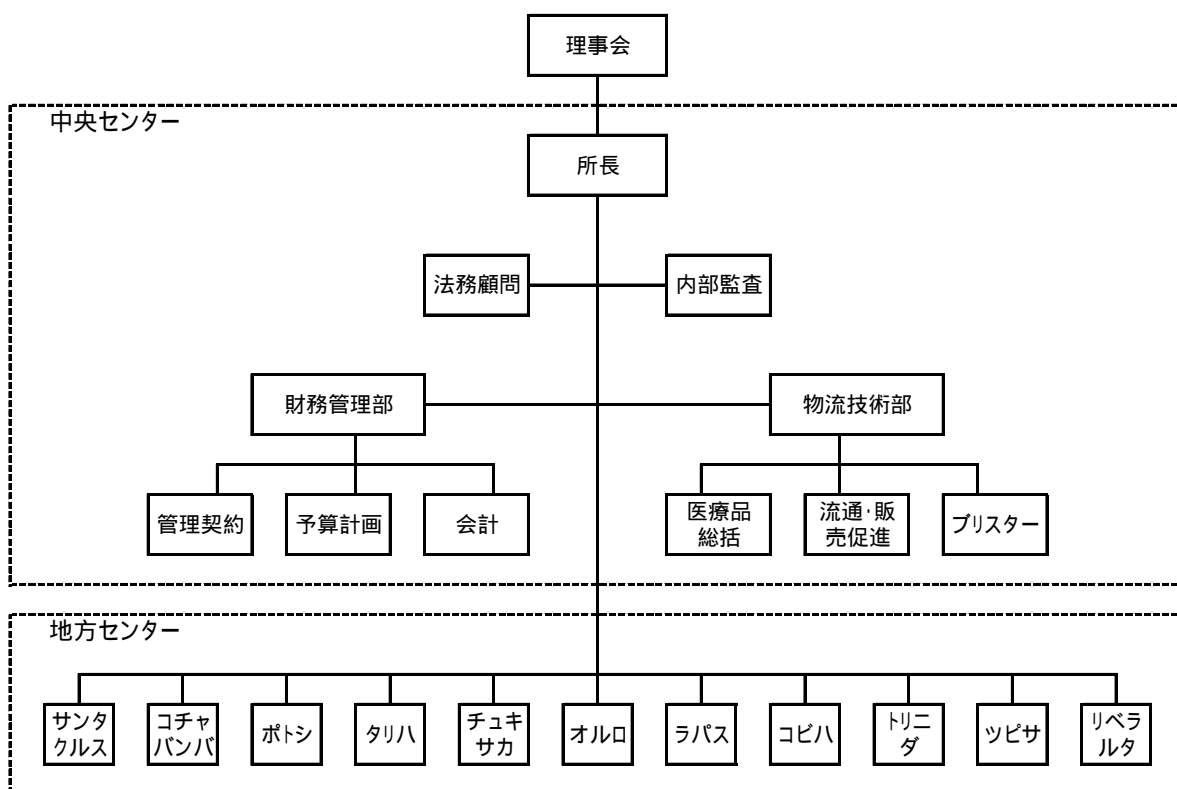 理事会
中央センター
所長
法務顧問
内部監査
財務管理部
物流技術部
管理契約
予算計画
会計
医療品
総括
流通・販
売促進
ブリスター
地方センター
サンタ
クルス
コチャ
バンバ
ポトシ
タリハ
チュキ
サカ
オルロ
ラパス
コビハ
トリニ
ダ
ツピサ
リベラ
ルタ